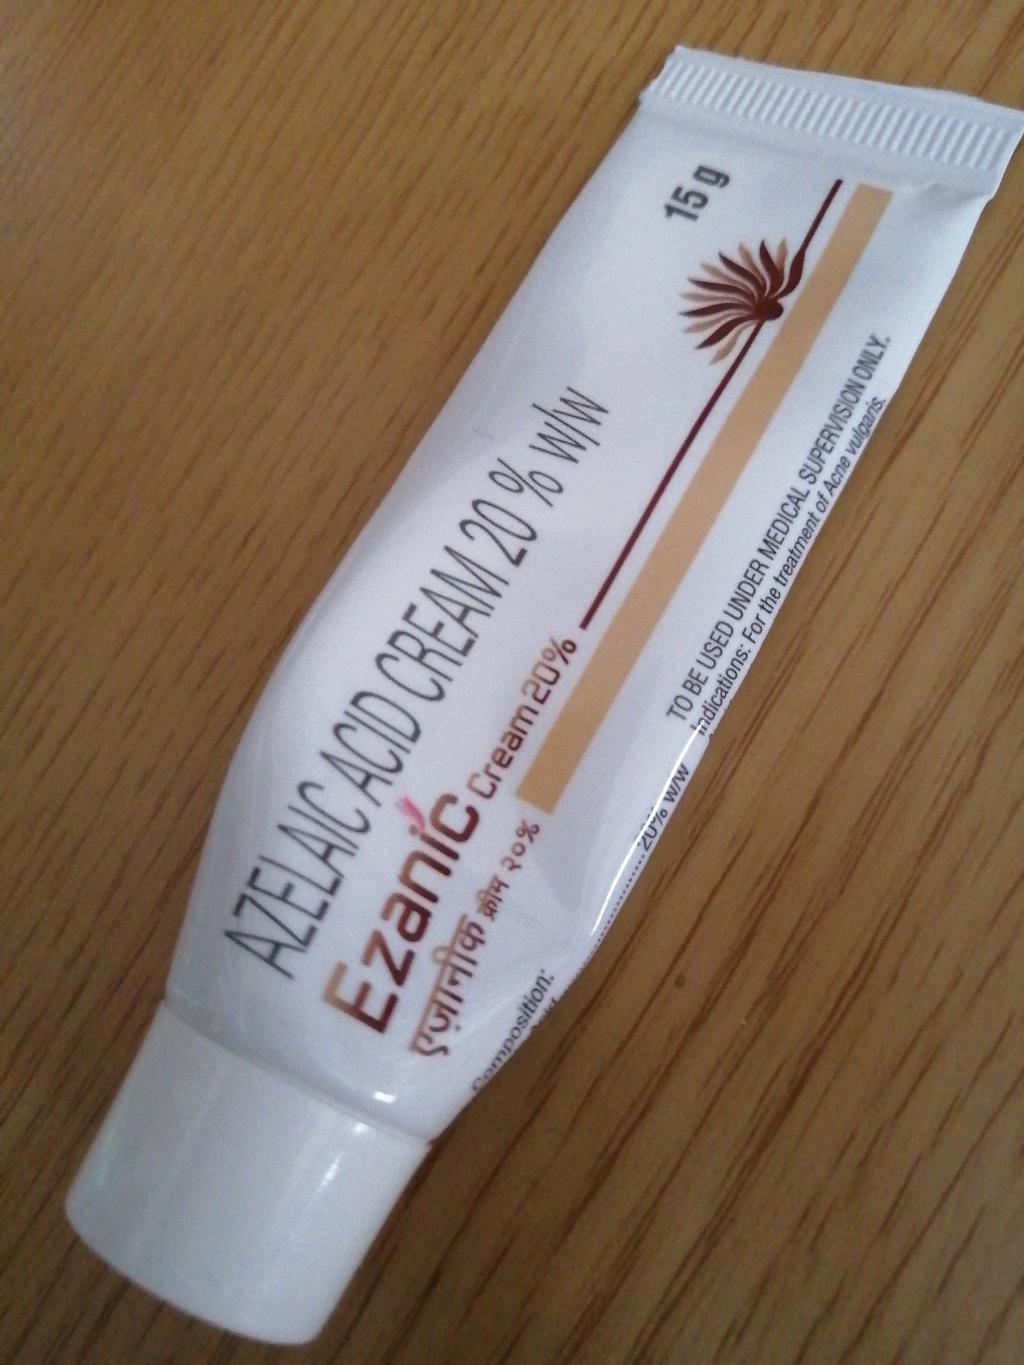 AZELAIC ACID CREAM 20 % w/w
Ezanic Cream 20%
एज़ानीक क्रीम २०%
15 g
Composition:
20% w/w
TO BE USED UNDER MEDICAL SUPERVISION ONLY.
Indications: For the treatment of Acne vulgaris.